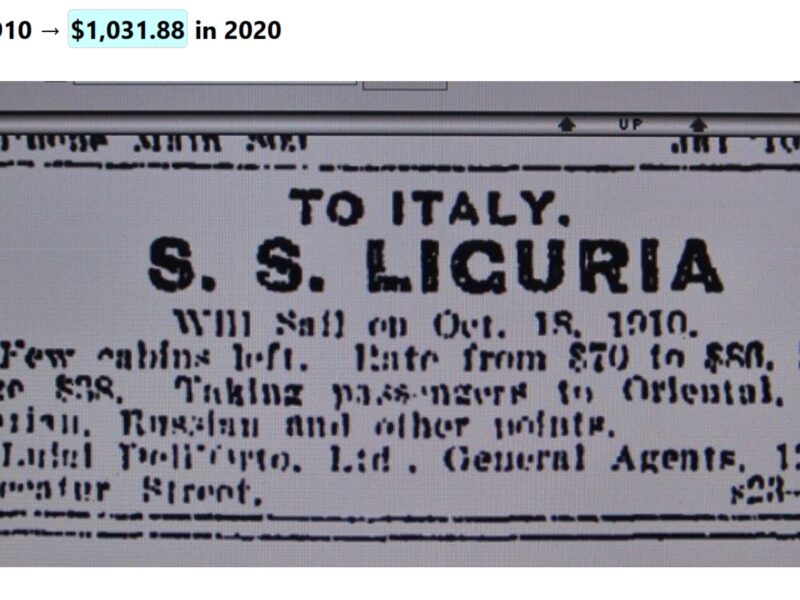 910 → $1,031.88 in 2020
UP
TO ITALY.
S. S. LIGURIA
Will Sail on Oct. 18, 1910.
Few cabins left. Rate from $70 to $80.
$38. Taking passengers to Oriental,
Russian and other points.
Ltd., General Agents,
Street.